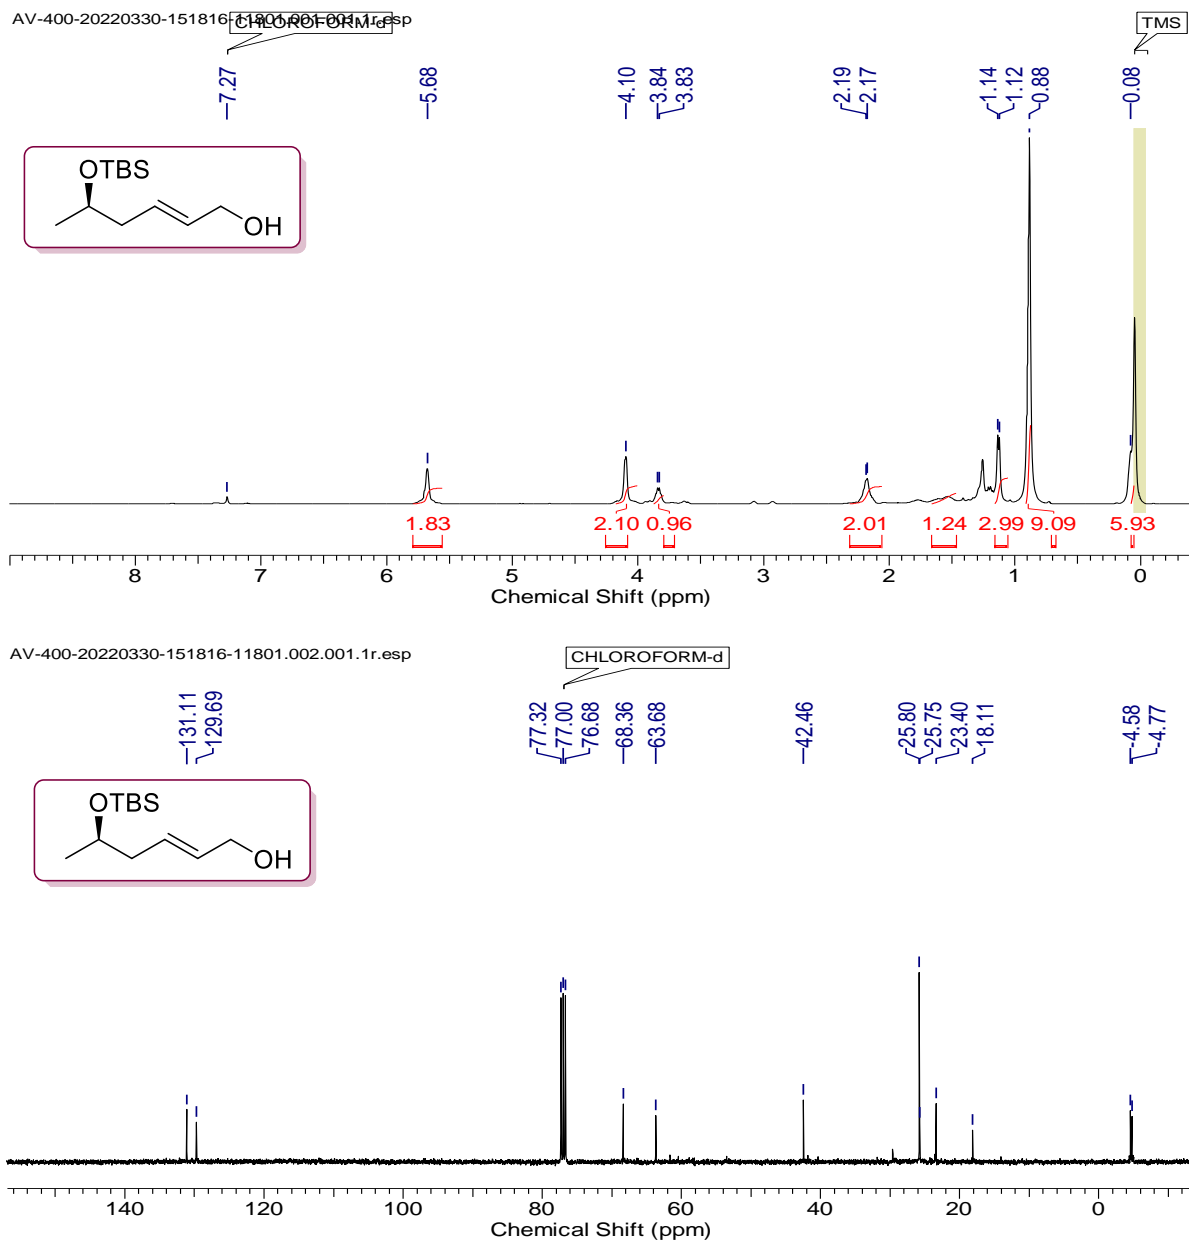 AV-400-20220330-151816-11801.001.001.1r.esp
CHLOROFORM-d
TMS
7.27
5.68
4.10
3.84
3.83
2.19
2.17
1.14
1.12
0.88
0.08
OTBS
OH
1.83
2.10
0.96
2.01
1.24
2.99
9.09
5.93
8 7 6 5 4 3 2 1 0
Chemical Shift (ppm)
AV-400-20220330-151816-11801.002.001.1r.esp
CHLOROFORM-d
131.11
129.69
77.32
77.00
76.68
68.36
63.68
42.46
25.80
25.75
23.40
18.11
-4.58
-4.77
OTBS
OH
140 120 100 80 60 40 20 0
Chemical Shift (ppm)